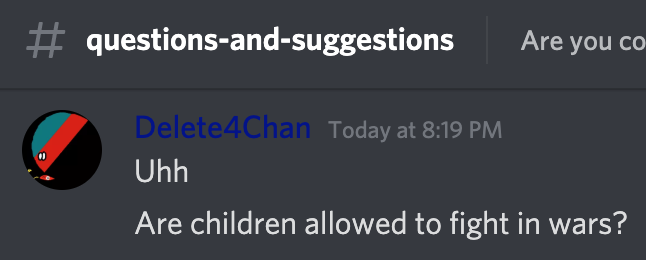 # questions-and-suggestions Are you co
Delete4Chan Today at 8:19 PM
Uhh
Are children allowed to fight in wars?